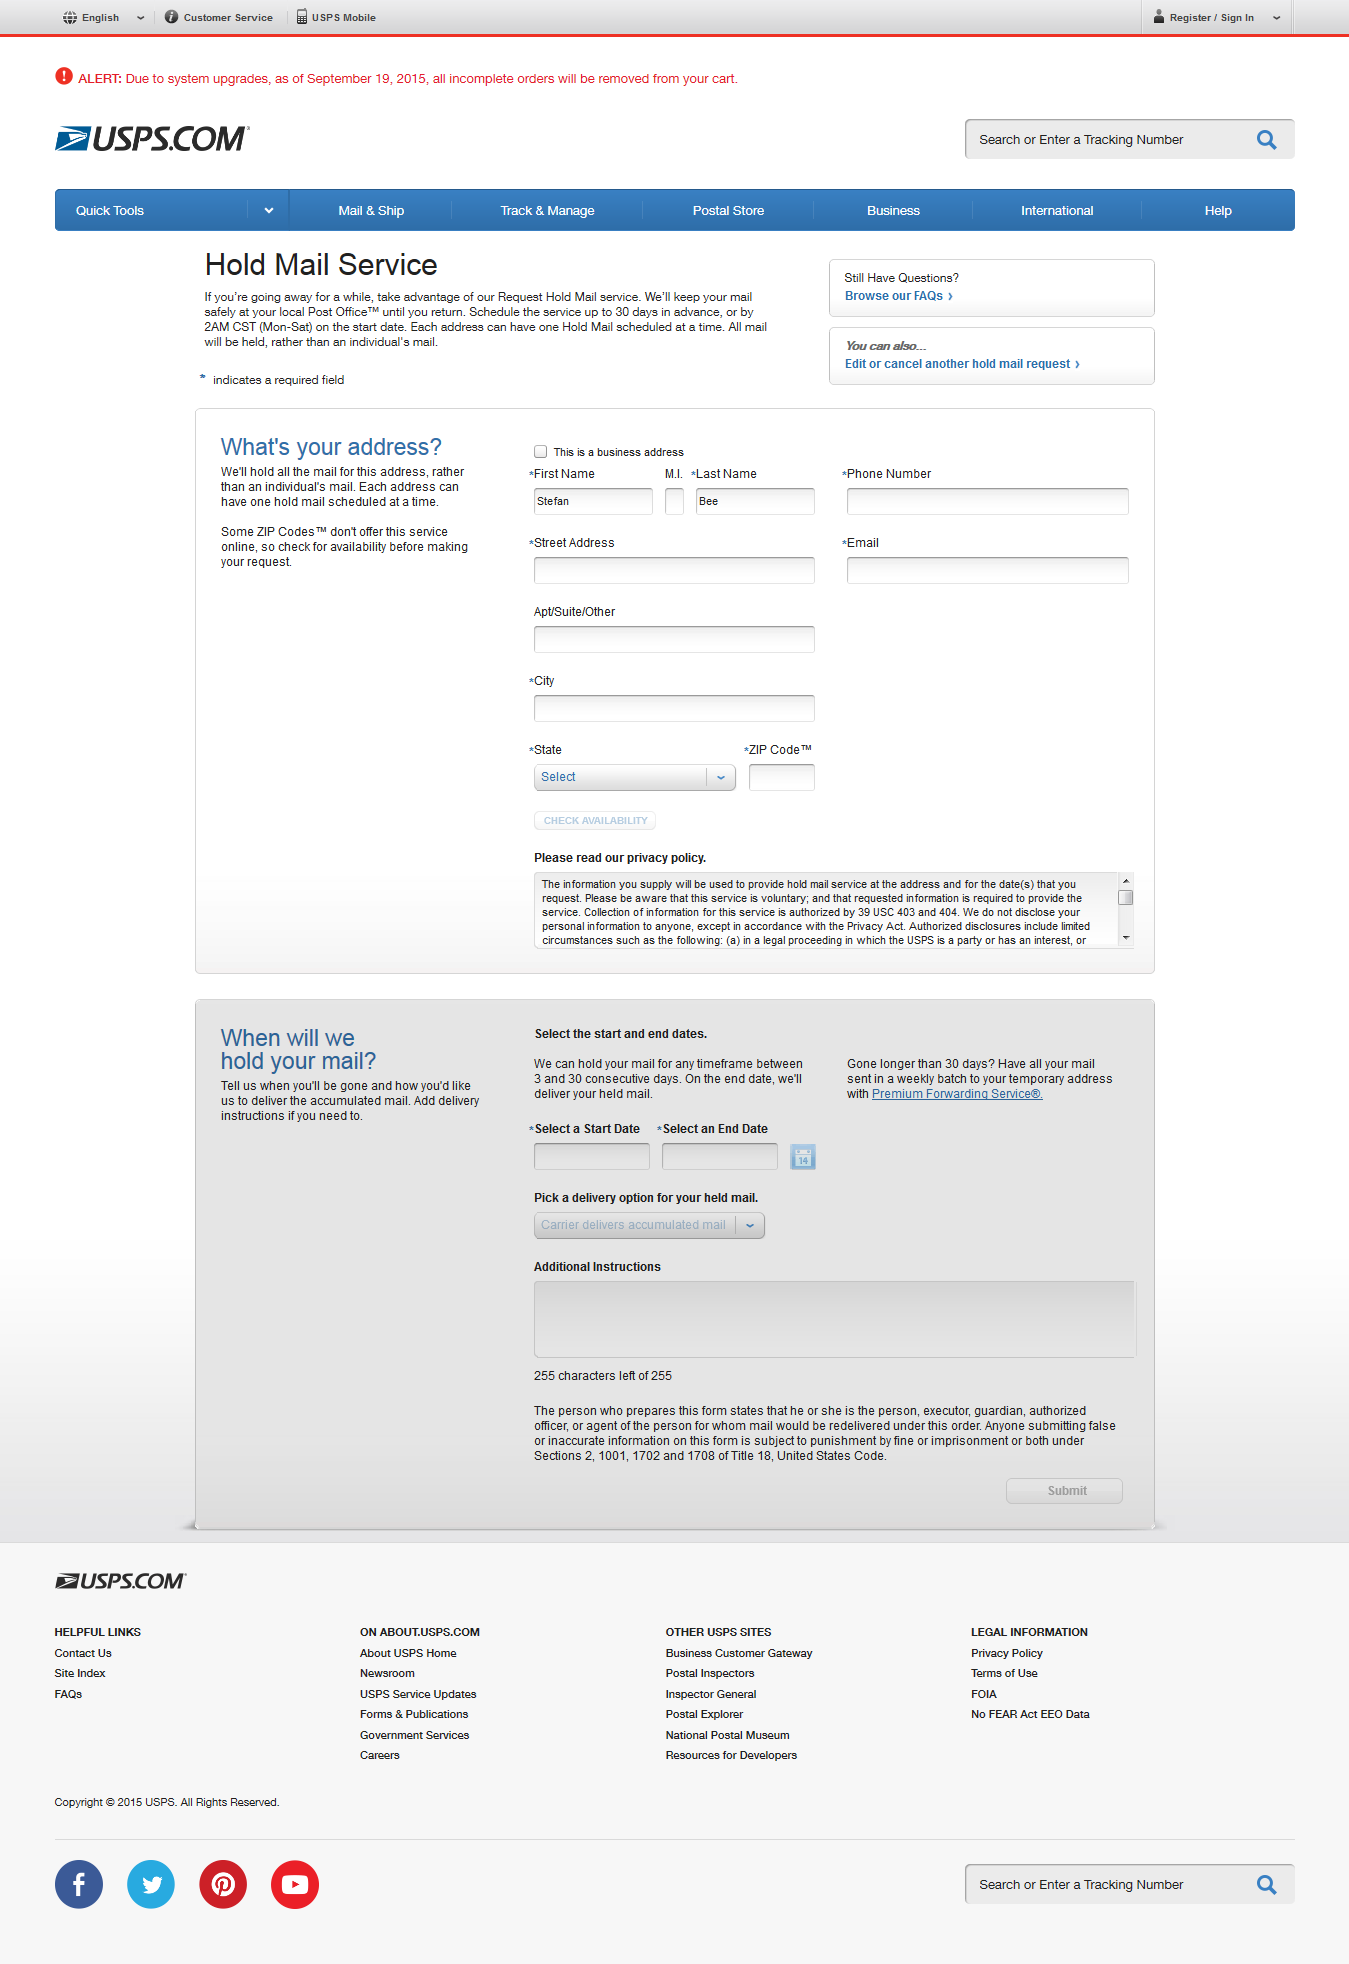 English
Customer Service
USPS Mobile
Register / Sign In
ALERT: Due to system upgrades, as of September 19, 2015, all incomplete orders will be removed from your cart.
USPS.COM®
Search or Enter a Tracking Number
Quick Tools
Mail & Ship
Track & Manage
Postal Store
Business
International
Help
Hold Mail Service
If you're going away for a while, take advantage of our Request Hold Mail service. We'll keep your mail
safely at your local Post Office™ until you return. Schedule the service up to 30 days in advance, or by
2AM CST (Mon-Sat) on the start date. Each address can have one Hold Mail scheduled at a time. All mail
will be held, rather than an individual's mail.
* indicates a required field
Still Have Questions?
Browse our FAQs ›
You can also...
Edit or cancel another hold mail request ›
What's your address?
We'll hold all the mail for this address, rather
than an individual's mail. Each address can
have one hold mail scheduled at a time.
Some ZIP Codes™ don't offer this service
online, so check for availability before making
your request.
This is a business address
*First Name
M.I.
*Last Name
*Phone Number
Stefan
Bee
*Street Address
*Email
Apt/Suite/Other
*City
*State
*ZIP Code™
Select
CHECK AVAILABILITY
Please read our privacy policy.
The information you supply will be used to provide hold mail service at the address and for the date(s) that you
request. Please be aware that this service is voluntary; and that requested information is required to provide the
service. Collection of information for this service is authorized by 39 USC 403 and 404. We do not disclose your
personal information to anyone, except in accordance with the Privacy Act. Authorized disclosures include limited
circumstances such as the following: (a) in a legal proceeding in which the USPS is a party or has an interest, or
When will we
hold your mail?
Tell us when you'll be gone and how you'd like
us to deliver the accumulated mail. Add delivery
instructions if you need to.
Select the start and end dates.
We can hold your mail for any timeframe between
3 and 30 consecutive days. On the end date, we'll
deliver your held mail.
Gone longer than 30 days? Have all your mail
sent in a weekly batch to your temporary address
with Premium Forwarding Service®.
*Select a Start Date
*Select an End Date
14
Pick a delivery option for your held mail.
Carrier delivers accumulated mail
Additional Instructions
255 characters left of 255
The person who prepares this form states that he or she is the person, executor, guardian, authorized
officer, or agent of the person for whom mail would be redelivered under this order. Anyone submitting false
or inaccurate information on this form is subject to punishment by fine or imprisonment or both under
Sections 2, 1001, 1702 and 1708 of Title 18, United States Code.
Submit
USPS.COM®
HELPFUL LINKS
Contact Us
Site Index
FAQs
ON ABOUT.USPS.COM
About USPS Home
Newsroom
USPS Service Updates
Forms & Publications
Government Services
Careers
OTHER USPS SITES
Business Customer Gateway
Postal Inspectors
Inspector General
Postal Explorer
National Postal Museum
Resources for Developers
LEGAL INFORMATION
Privacy Policy
Terms of Use
FOIA
No FEAR Act EEO Data
Copyright © 2015 USPS. All Rights Reserved.
Search or Enter a Tracking Number